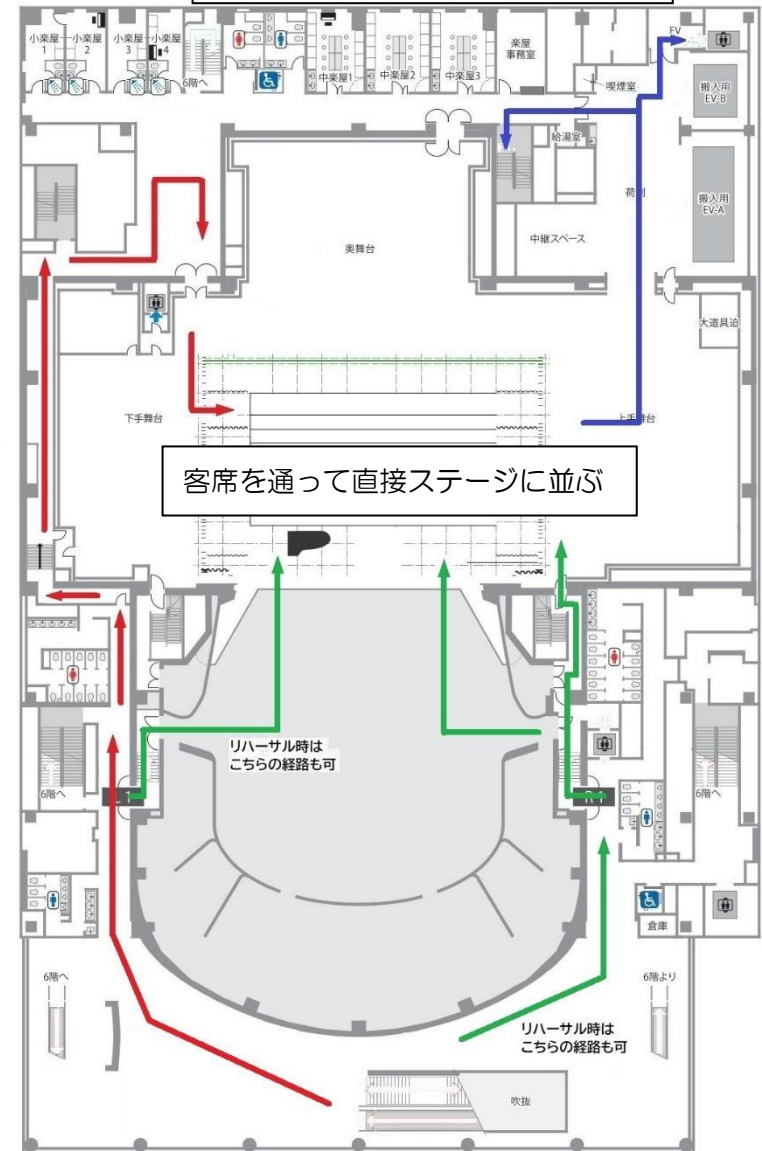 小楽屋
1
小楽屋
2
小楽屋
3
小楽屋
4
6階へ
中楽屋1
中楽屋2
中楽屋3
楽屋
事務室
EV
喫煙室
搬入用
EV-B
給湯室
搬入用
EV-A
中継スペース
奥舞台
大道具迫
下手舞台
上手舞台
客席を通って直接ステージに並ぶ
リハーサル時は
こちらの経路も可
6階へ
6階へ
倉庫
6階へ
6階より
リハーサル時は
こちらの経路も可
吹抜